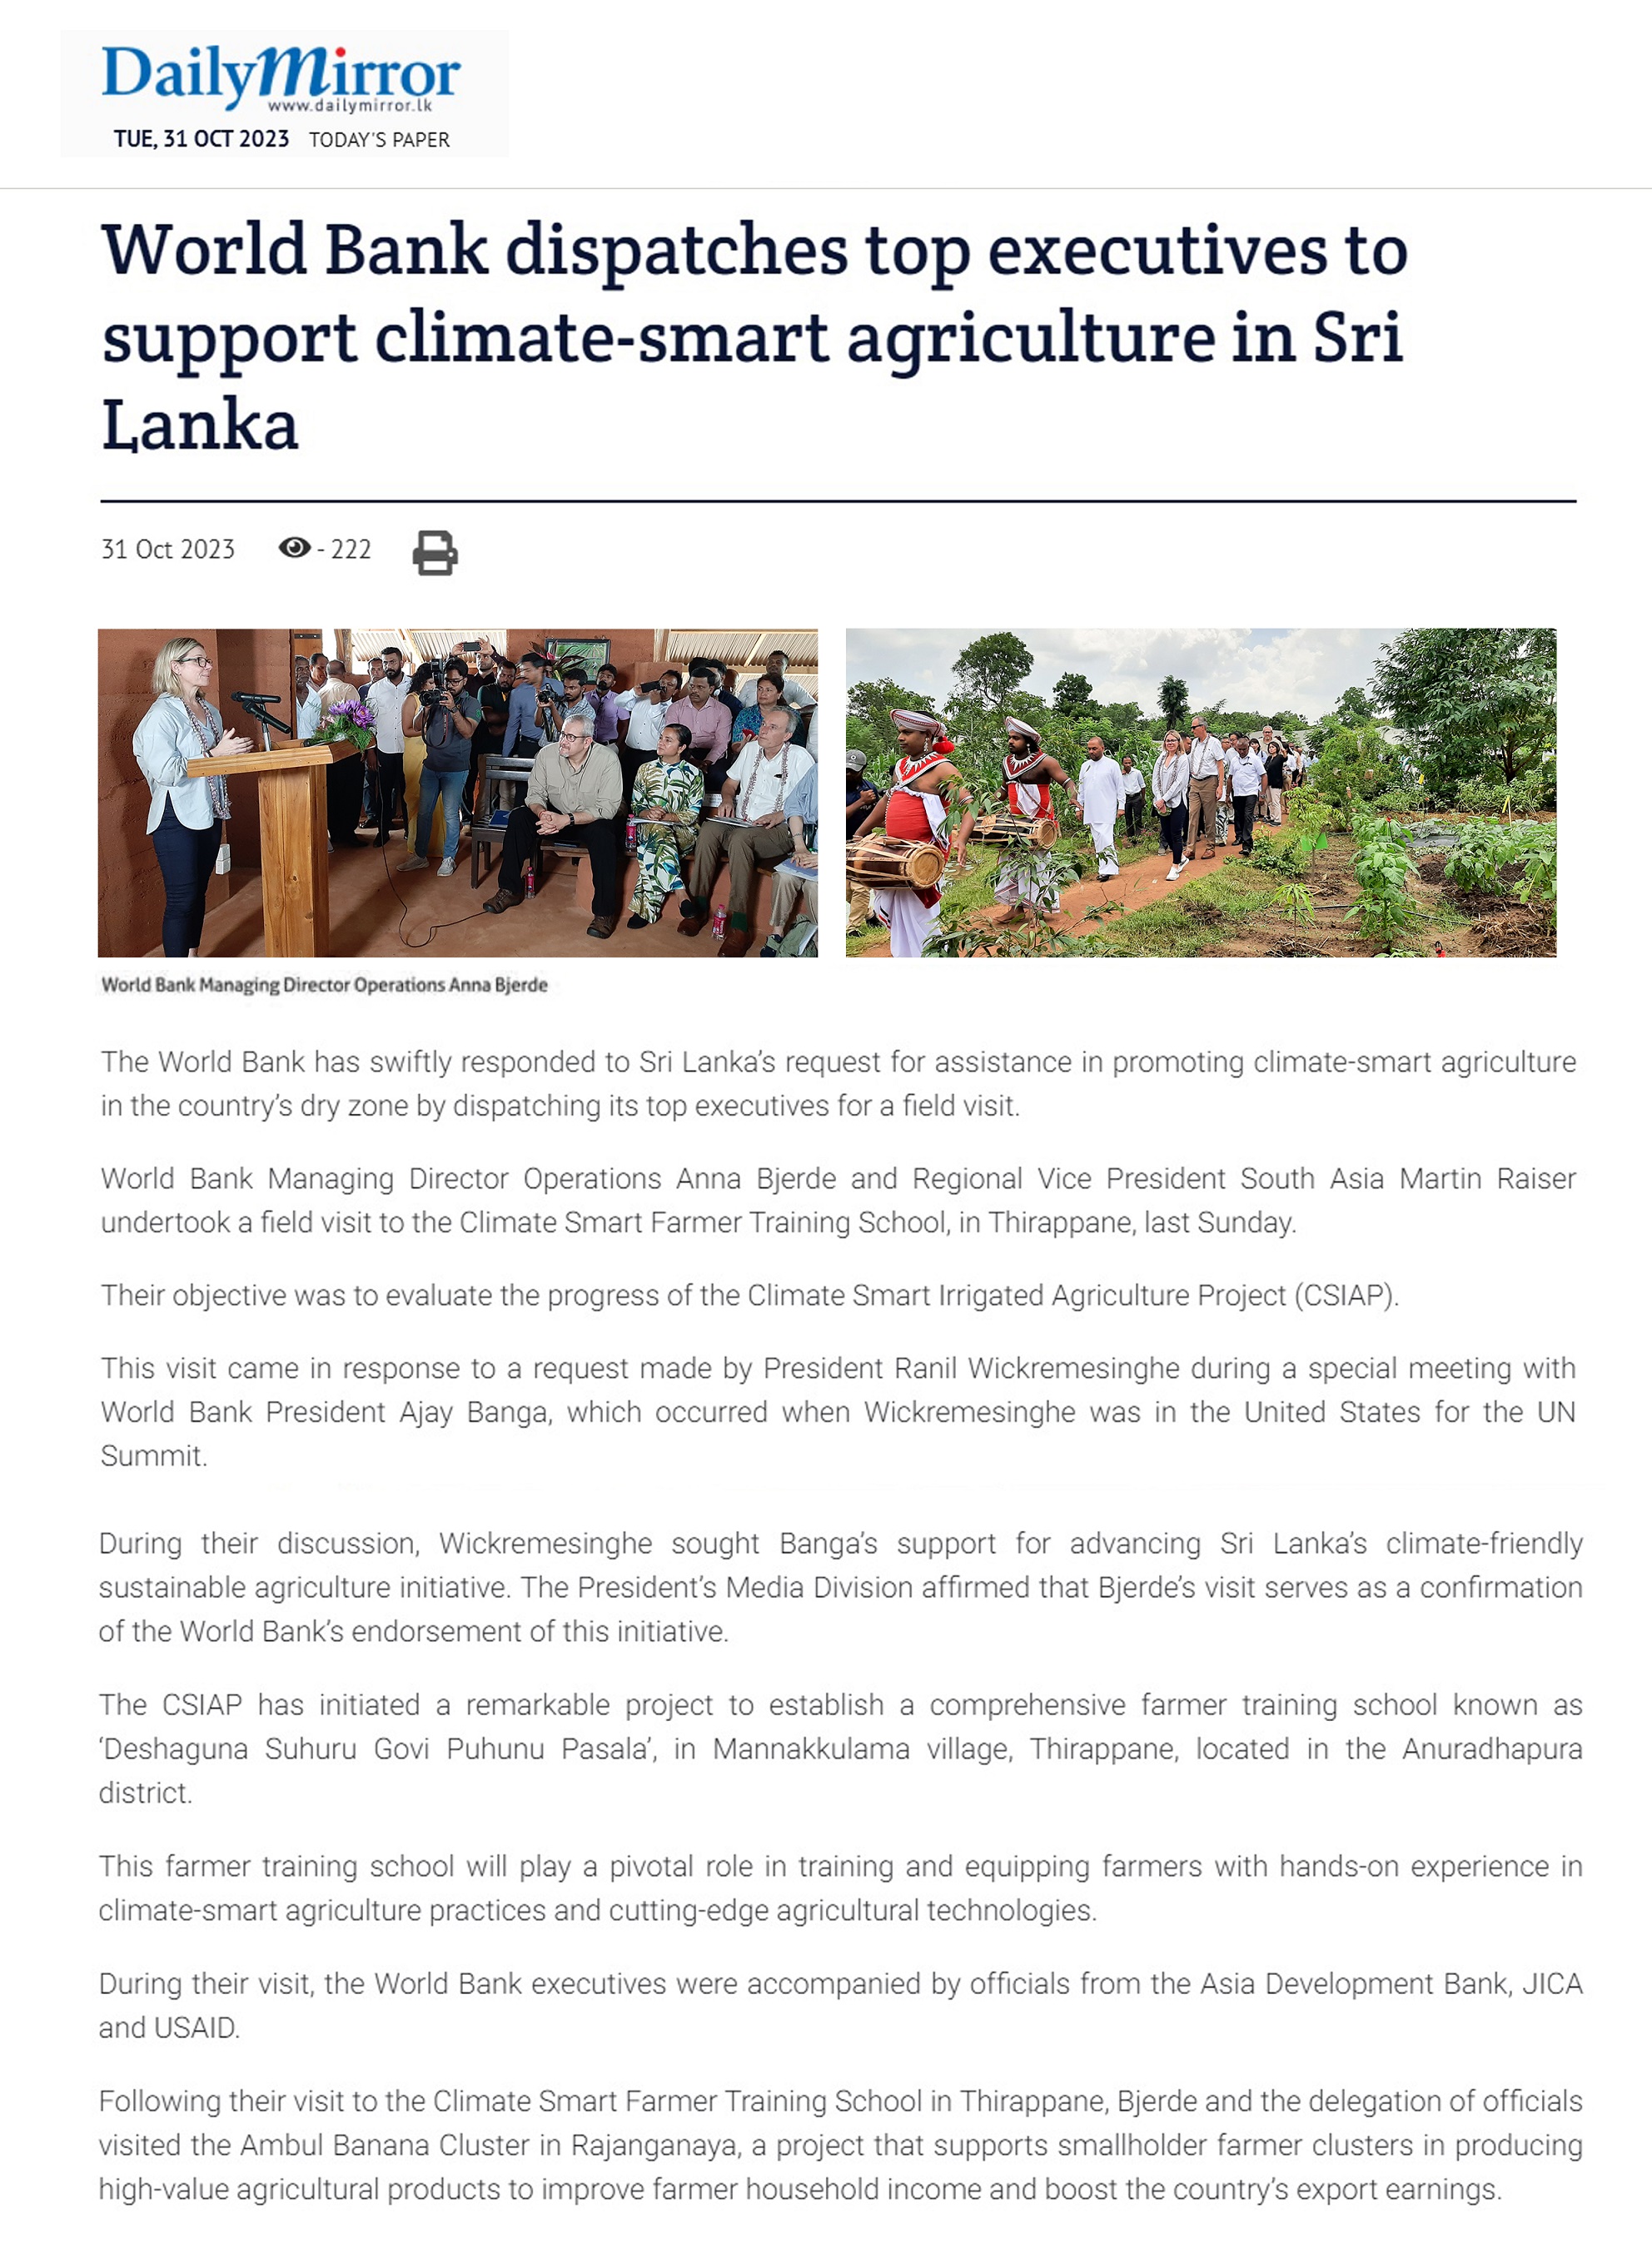 DailyMirror
www.dailymirror.lk
TUE, 31 OCT 2023 TODAY'S PAPER
World Bank dispatches top executives to
support climate-smart agriculture in Sri
Lanka
31 Oct 2023 - 222
World Bank Managing Director Operations Anna Bjerde
The World Bank has swiftly responded to Sri Lanka’s request for assistance in promoting climate-smart agriculture
in the country’s dry zone by dispatching its top executives for a field visit.
World Bank Managing Director Operations Anna Bjerde and Regional Vice President South Asia Martin Raiser
undertook a field visit to the Climate Smart Farmer Training School, in Thirappane, last Sunday.
Their objective was to evaluate the progress of the Climate Smart Irrigated Agriculture Project (CSIAP).
This visit came in response to a request made by President Ranil Wickremesinghe during a special meeting with
World Bank President Ajay Banga, which occurred when Wickremesinghe was in the United States for the UN
Summit.
During their discussion, Wickremesinghe sought Banga’s support for advancing Sri Lanka’s climate-friendly
sustainable agriculture initiative. The President’s Media Division affirmed that Bjerde’s visit serves as a confirmation
of the World Bank’s endorsement of this initiative.
The CSIAP has initiated a remarkable project to establish a comprehensive farmer training school known as
‘Deshaguna Suhuru Govi Puhunu Pasala’, in Mannakkulama village, Thirappane, located in the Anuradhapura
district.
This farmer training school will play a pivotal role in training and equipping farmers with hands-on experience in
climate-smart agriculture practices and cutting-edge agricultural technologies.
During their visit, the World Bank executives were accompanied by officials from the Asia Development Bank, JICA
and USAID.
Following their visit to the Climate Smart Farmer Training School in Thirappane, Bjerde and the delegation of officials
visited the Ambul Banana Cluster in Rajanganaya, a project that supports smallholder farmer clusters in producing
high-value agricultural products to improve farmer household income and boost the country’s export earnings.